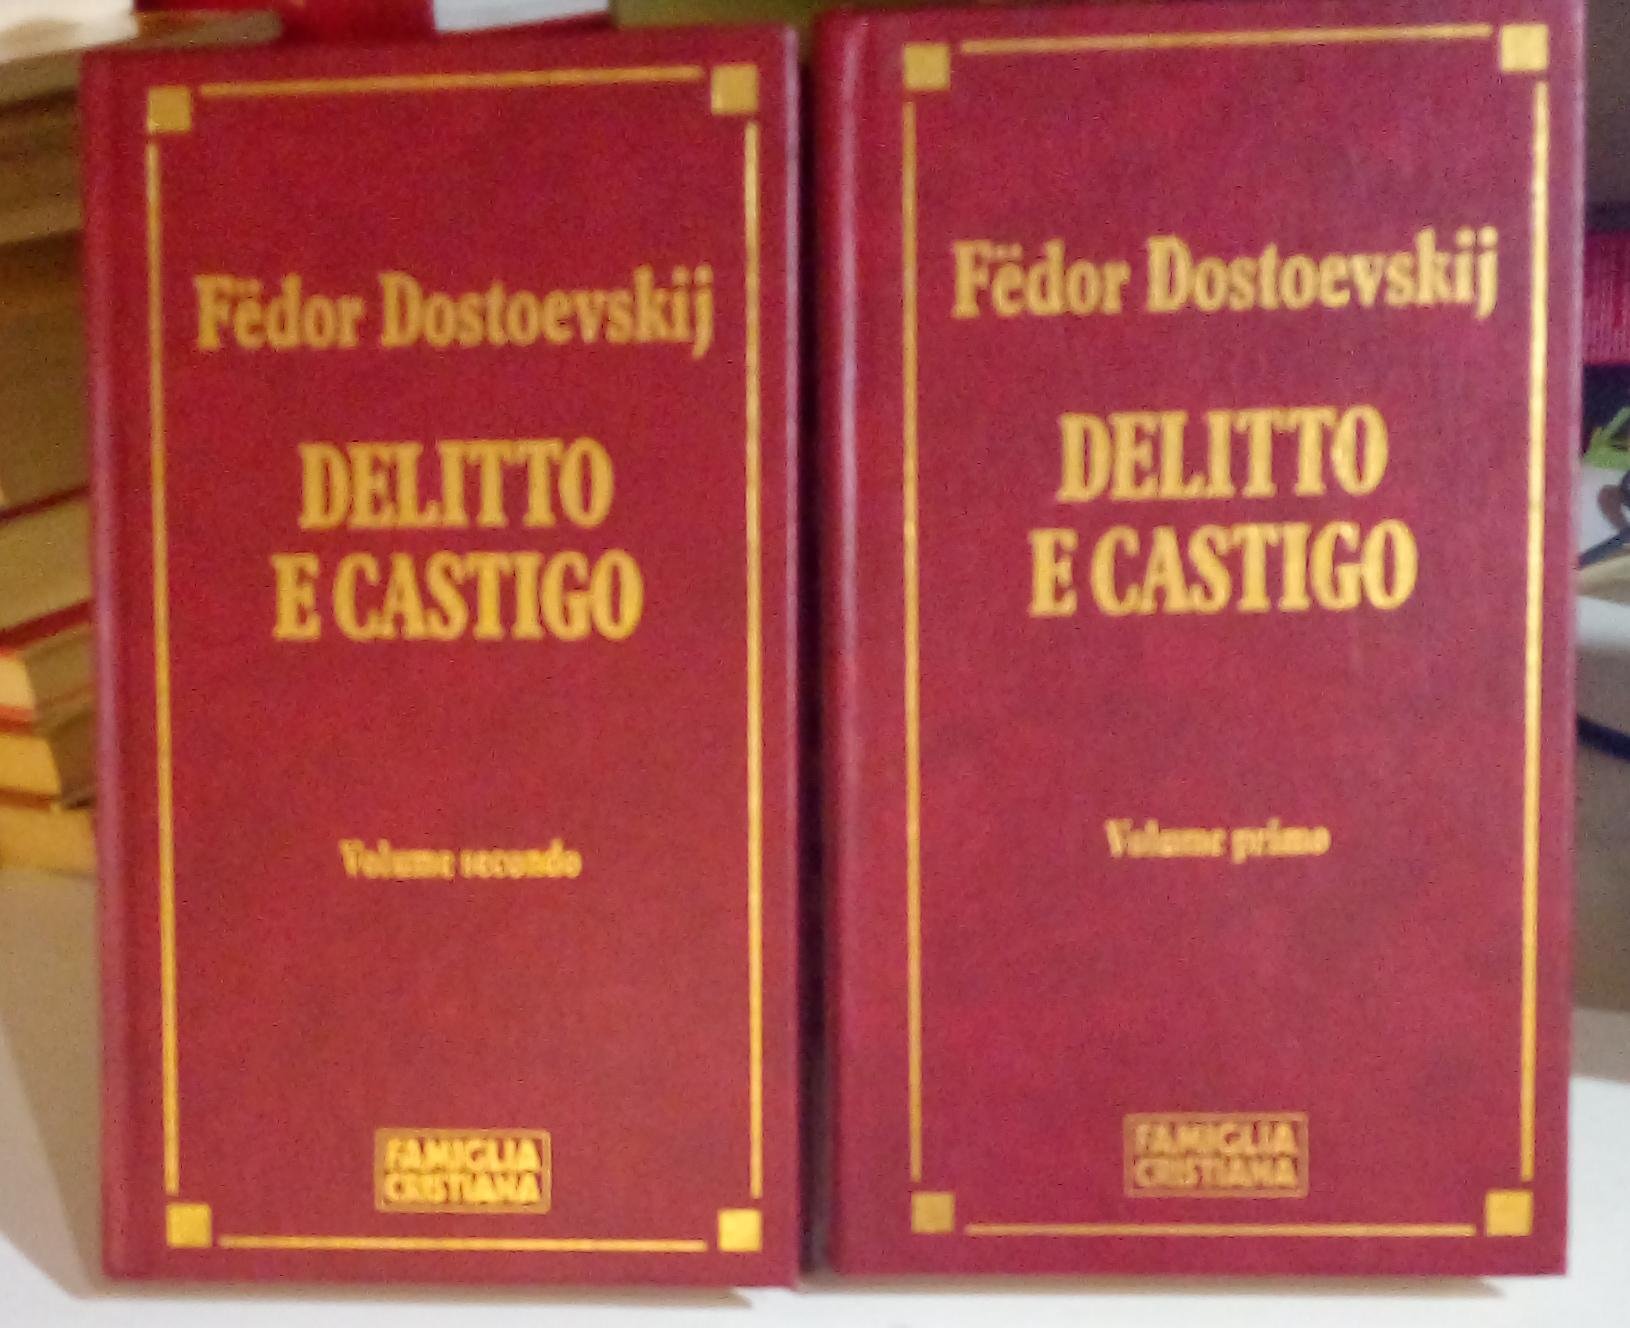 Fëdor Dostoevskij
DELITTO
E CASTIGO
Volume secondo
FAMIGLIA
CRISTIANA
Fëdor Dostoevskij
DELITTO
E CASTIGO
Volume primo
FAMIGLIA
CRISTIANA